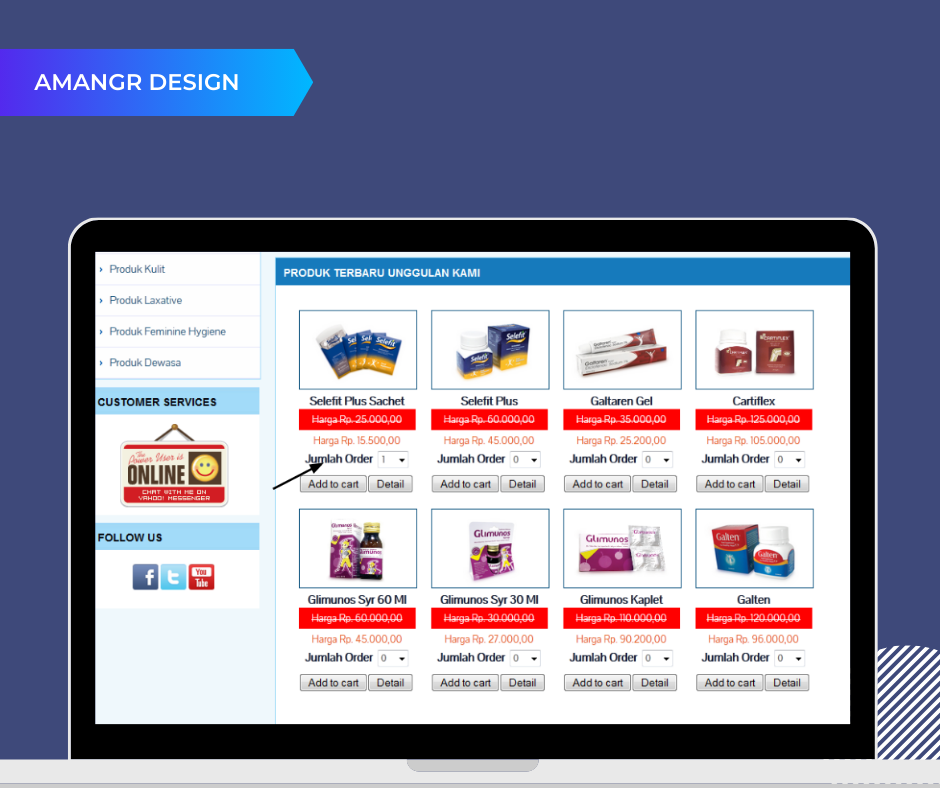 AMANGR DESIGN
› Produk Kulit
› Produk Laxative
› Produk Feminine Hygiene
› Produk Dewasa
CUSTOMER SERVICES
The
Power User is
ONLINE
CHAT WITH ME ON
YAHOO! MESSENGER
FOLLOW US
You
Tube
PRODUK TERBARU UNGGULAN KAMI
Selefit
Selefit
Galtaren
CARTIFLEX
Selefit Plus Sachet Selefit Plus Galtaren Gel Cartiflex
Harga Rp. 25.000,00 Harga Rp. 60.000,00 Harga Rp. 35.000,00 Harga Rp. 125.000,00
Harga Rp. 15.500,00 Harga Rp. 45.000,00 Harga Rp. 25.200,00 Harga Rp. 105.000,00
Jumlah Order 1 Jumlah Order 0 Jumlah Order 0 Jumlah Order 0
Add to cart Detail Add to cart Detail Add to cart Detail Add to cart Detail
Glimunos
Glimunos
Glimunos
Galten
Galten
Glimunos Syr 60 Ml Glimunos Syr 30 Ml Glimunos Kaplet Galten
Harga Rp. 60.000,00 Harga Rp. 30.000,00 Harga Rp. 110.000,00 Harga Rp. 120.000,00
Harga Rp. 45.000,00 Harga Rp. 27.000,00 Harga Rp. 90.200,00 Harga Rp. 96.000,00
Jumlah Order 0 Jumlah Order 0 Jumlah Order 0 Jumlah Order 0
Add to cart Detail Add to cart Detail Add to cart Detail Add to cart Detail